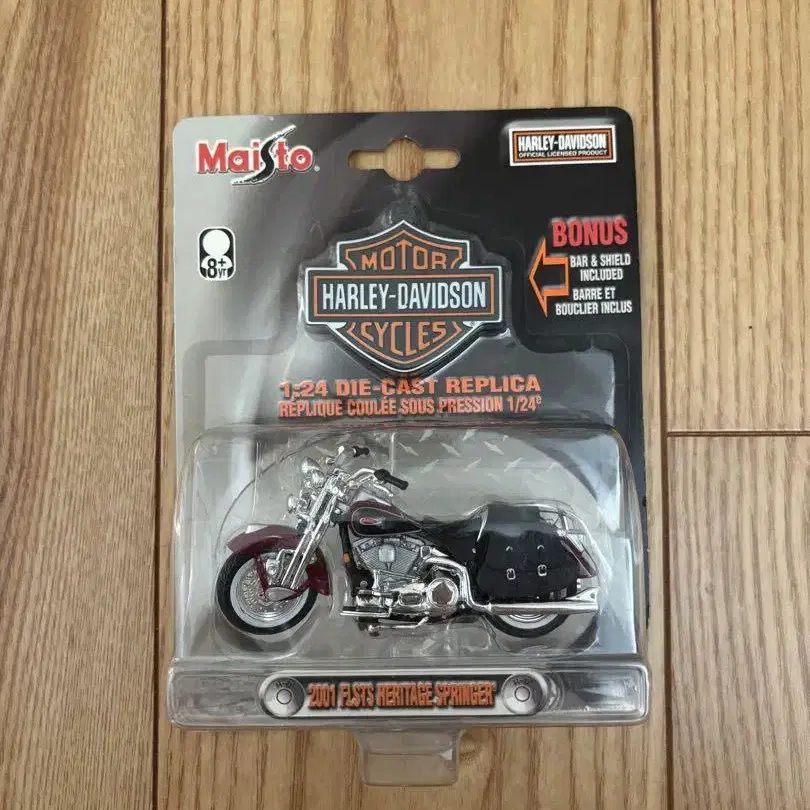 Maisto
HARLEY-DAVIDSON
OFFICIAL LICENSED PRODUCT
8+
yr
BONUS
BAR & SHIELD
INCLUDED
BARRE ET
BOUCLIER INCLUS
MOTOR
HARLEY-DAVIDSON
CYCLES
1:24 DIE-CAST REPLICA
RÉPLIQUE COULÉE SOUS PRESSION 1/24e
2001 FLSTS HERITAGE SPRINGER